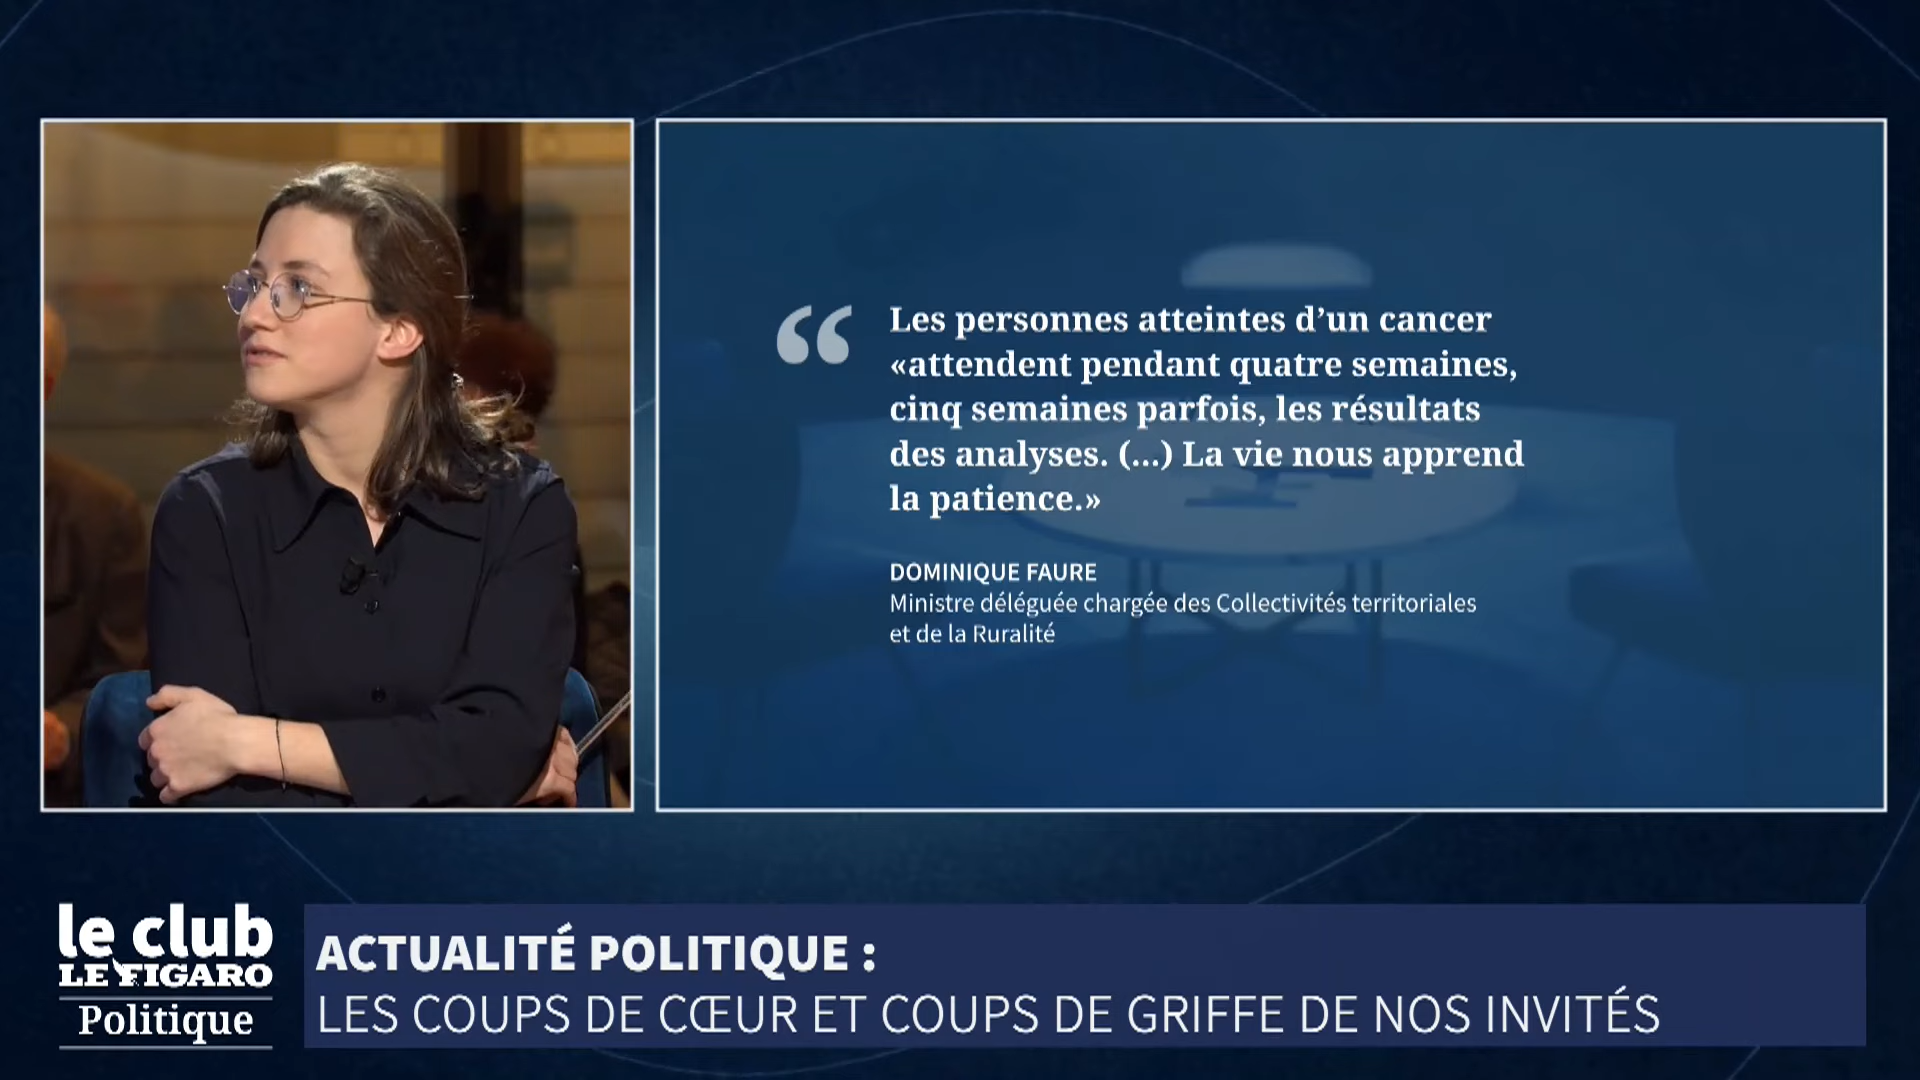 “
Les personnes atteintes d’un cancer
«attendent pendant quatre semaines,
cinq semaines parfois, les résultats
des analyses. (...) La vie nous apprend
la patience.»
DOMINIQUE FAURE
Ministre déléguée chargée des Collectivités territoriales
et de la Ruralité
le club
LE FIGARO
Politique
ACTUALITÉ POLITIQUE :
LES COUPS DE CŒUR ET COUPS DE GRIFFE DE NOS INVITÉS